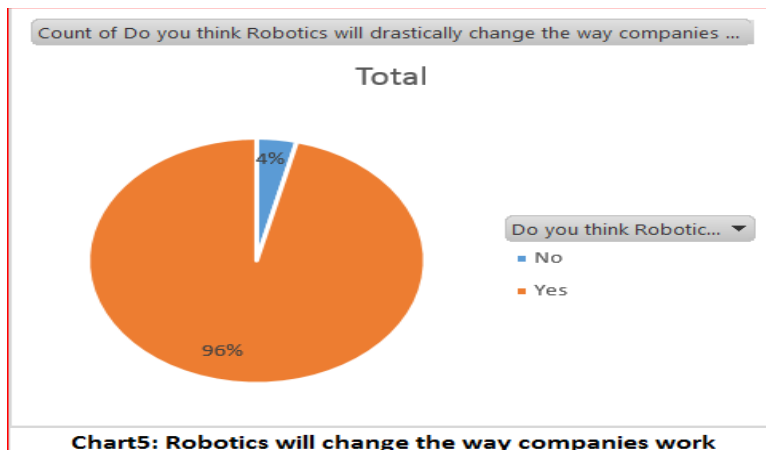 Count of Do you think Robotics will drastically change the way companies ...
Total
4%
96%
Do you think Robotic...
No
Yes
Chart5: Robotics will change the way companies work